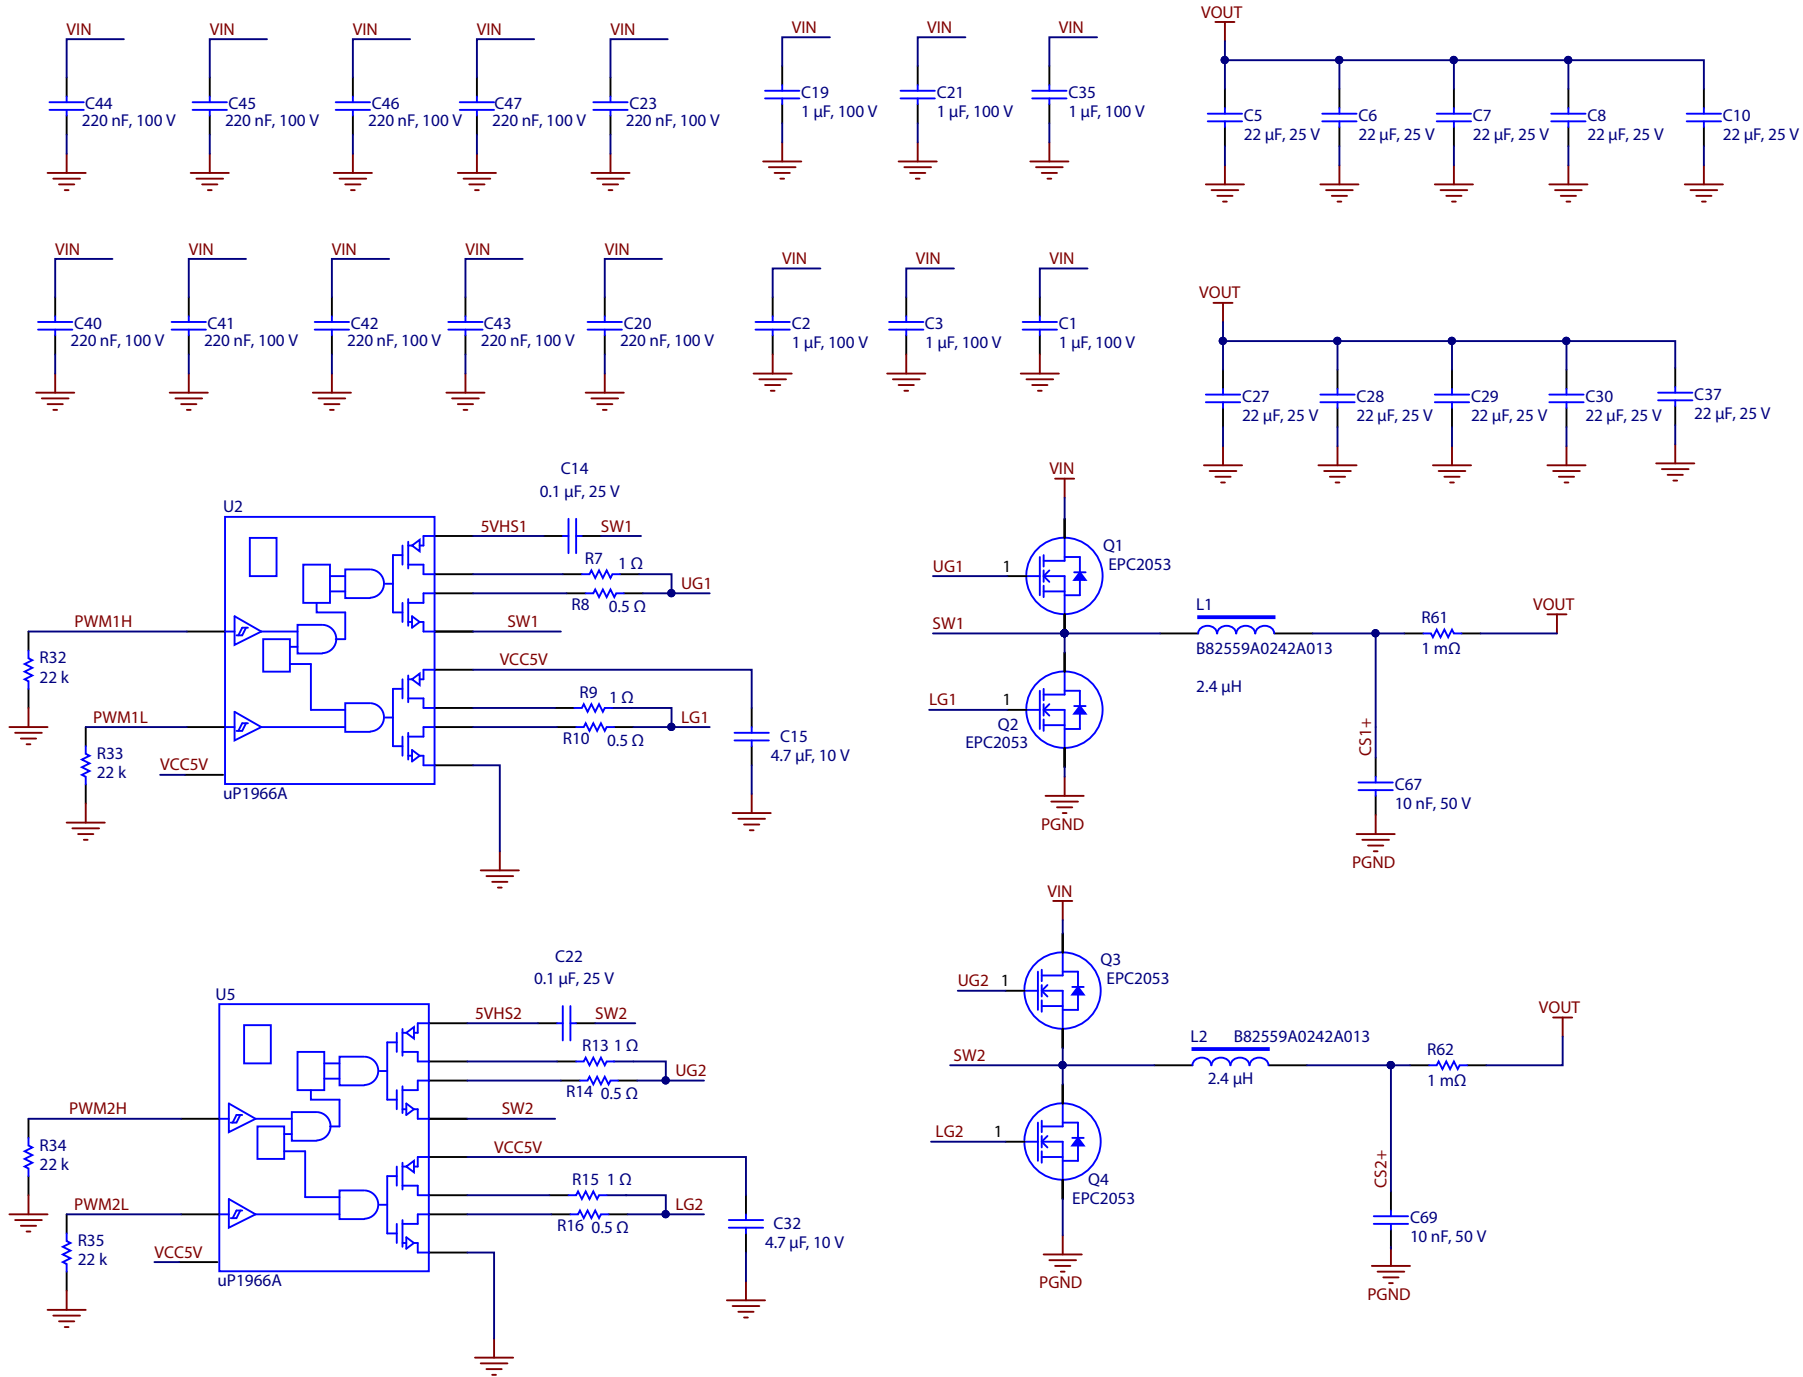 VIN VIN VIN VIN VIN VIN VIN VIN VOUT
C44 C45 C46 C47 C23 C19 C21 C35 C5 C6 C7 C8 C10
220 nF, 100 V 220 nF, 100 V 220 nF, 100 V 220 nF, 100 V 220 nF, 100 V 1 µF, 100 V 1 µF, 100 V 1 µF, 100 V 22 µF, 25 V 22 µF, 25 V 22 µF, 25 V 22 µF, 25 V 22 µF, 25 V
VIN VIN VIN VIN VIN VIN VIN VIN VOUT
C40 C41 C42 C43 C20 C2 C3 C1
220 nF, 100 V 220 nF, 100 V 220 nF, 100 V 220 nF, 100 V 220 nF, 100 V 1 µF, 100 V 1 µF, 100 V 1 µF, 100 V
C27 C28 C29 C30 C37
22 µF, 25 V 22 µF, 25 V 22 µF, 25 V 22 µF, 25 V 22 µF, 25 V
C14
0.1 µF, 25 V
U2
5VHS1 SW1
R7 1 Ω
UG1
R8 0.5 Ω
PWM1H
SW1
R32
22 k
VCC5V
R9 1 Ω
PWM1L
LG1
R10 0.5 Ω
C15
4.7 µF, 10 V
R33
22 k
VCC5V
uP1966A
VIN
Q1
EPC2053
UG1 1
SW1
L1
B82559A0242A013
2.4 µH
R61
1 mΩ
VOUT
LG1 1
Q2
EPC2053
CS1+
C67
10 nF, 50 V
PGND
PGND
C22
0.1 µF, 25 V
U5
5VHS2 SW2
R13 1 Ω
UG2
R14 0.5 Ω
PWM2H
SW2
R34
22 k
VCC5V
R15 1 Ω
PWM2L
LG2
R16 0.5 Ω
C32
4.7 µF, 10 V
R35
22 k
VCC5V
uP1966A
VIN
Q3
EPC2053
UG2 1
SW2
L2 B82559A0242A013
2.4 µH
R62
1 mΩ
VOUT
LG2 1
Q4
EPC2053
CS2+
C69
10 nF, 50 V
PGND
PGND